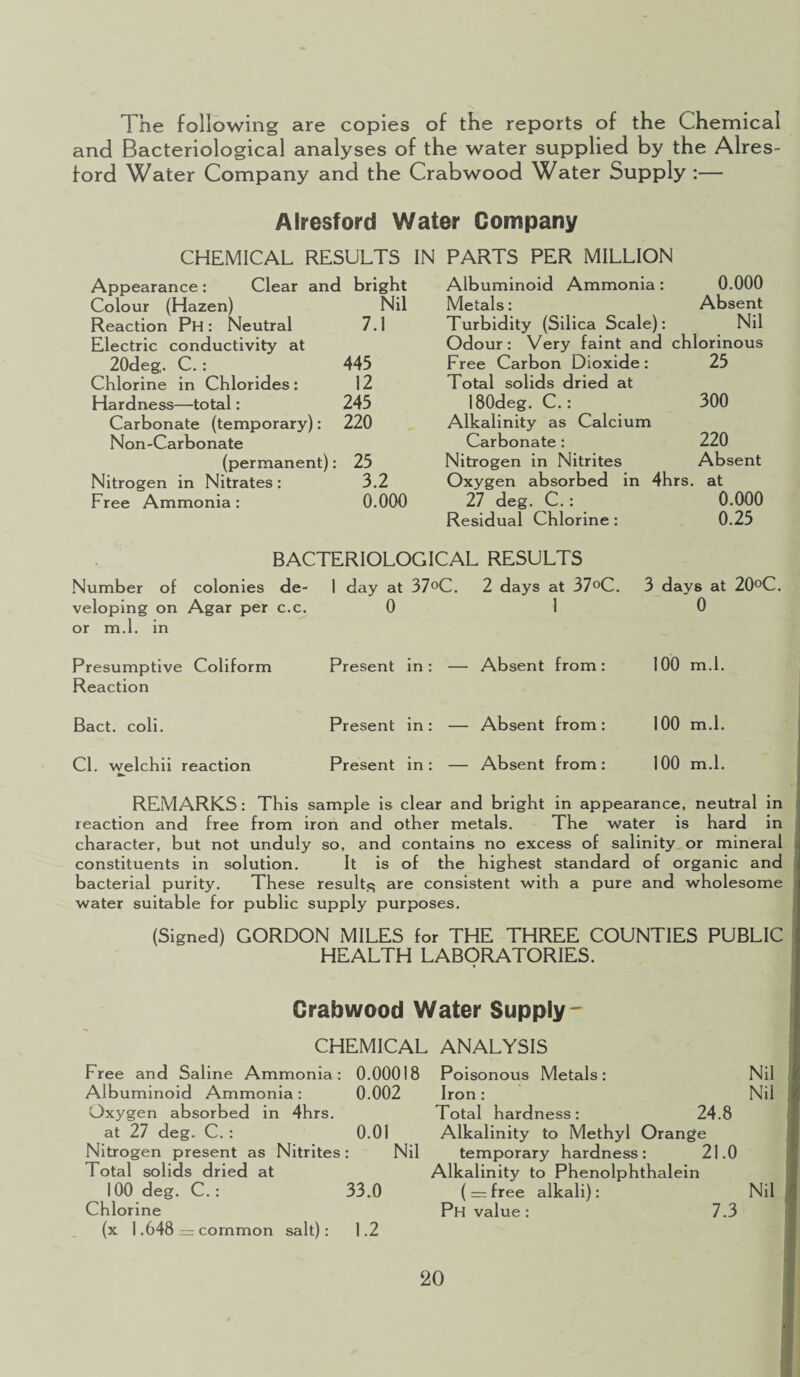 The following are copies of the reports of the Chemical
and Bacteriological analyses of the water supplied by the Alres-
ford Water Company and the Crabwood Water Supply :—
Alresford Water Company
CHEMICAL RESULTS IN PARTS PER MILLION
Appearance: Clear and bright
Colour (Hazen) Nil
Reaction PH: Neutral 7.1
Electric conductivity at
20deg. C.: 445
Chlorine in Chlorides: 12
Hardness—total: 245
Carbonate (temporary): 220
Non-Carbonate
(permanent): 25
Nitrogen in Nitrates: 3.2
Free Ammonia: 0.000
Albuminoid Ammonia: 0.000
Metals: Absent
Turbidity (Silica Scale): Nil
Odour: Very faint and chlorinous
Free Carbon Dioxide: 25
Total solids dried at
180deg. C.: 300
Alkalinity as Calcium
Carbonate: 220
Nitrogen in Nitrites Absent
Oxygen absorbed in 4hrs. at
27 deg. C.: 0.000
Residual Chlorine: 0.25
BACTERIOLOGICAL RESULTS
Number of colonies de- 1 day at 37ºC. 2 days at 37ºC. 3 days at 20ºC.
veloping on Agar per c.c. 0 1 0
or m.l. in
Presumptive Coliform Present in: — Absent from: 100 m.l.
Reaction
Bact. coli. Present in: — Absent from: 100 m.l.
Cl. welchii reaction Present in: — Absent from: 100 m.l.
REMARKS: This sample is clear and bright in appearance, neutral in
reaction and free from iron and other metals. The water is hard in
character, but not unduly so, and contains no excess of salinity or mineral
constituents in solution. It is of the highest standard of organic and
bacterial purity. These results are consistent with a pure and wholesome
water suitable for public supply purposes.
(Signed) GORDON MILES for THE THREE COUNTIES PUBLIC
HEALTH LABORATORIES.
Crabwood Water Supply-
CHEMICAL ANALYSIS
Free and Saline Ammonia: 0.00018
Albuminoid Ammonia: 0.002
Oxygen absorbed in 4hrs.
at 27 deg. C.: 0.01
Nitrogen present as Nitrites: Nil
Total solids dried at
100 deg. C.: 33.0
Chlorine
(x 1.648 = common salt): 1.2
Poisonous Metals: Nil
Iron: Nil
Total hardness: 24.8
Alkalinity to Methyl Orange
temporary hardness: 21.0
Alkalinity to Phenolphthalein
(= free alkali): Nil
PH value: 7.3
20